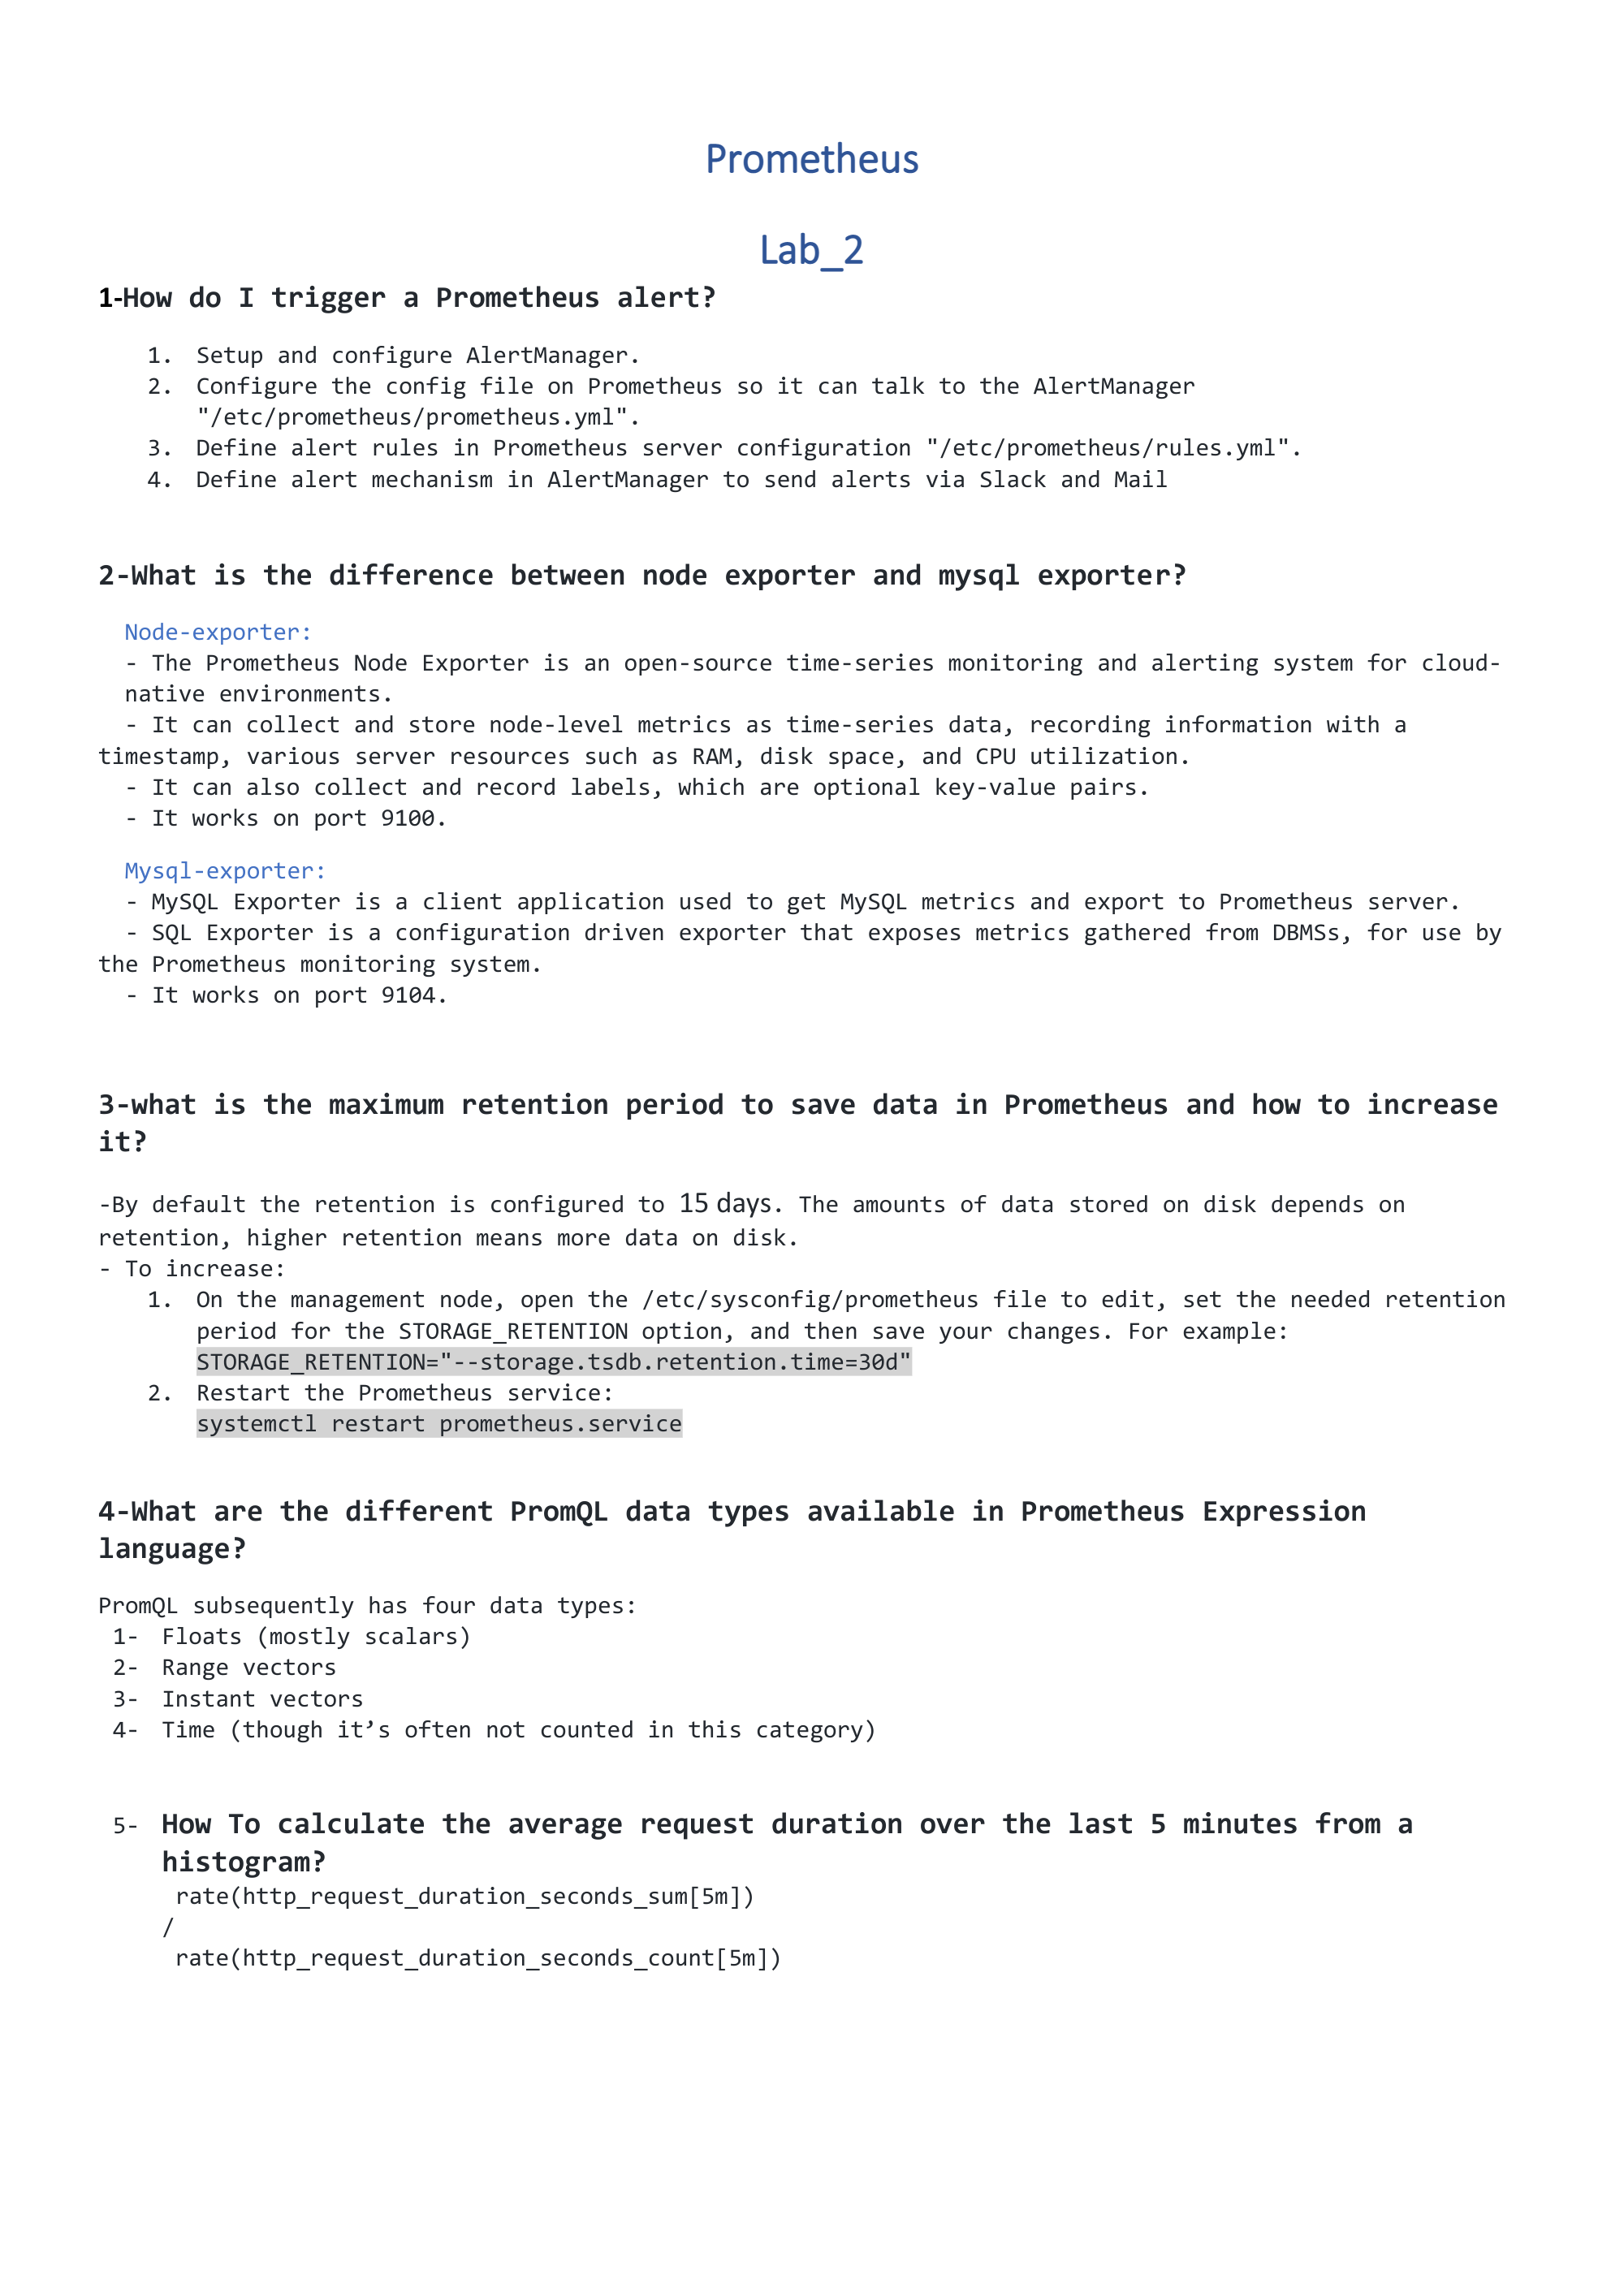 Prometheus
Lab_2
1-How do I trigger a Prometheus alert?
1. Setup and configure AlertManager.
2. Configure the config file on Prometheus so it can talk to the AlertManager
"/etc/prometheus/prometheus.yml".
3. Define alert rules in Prometheus server configuration "/etc/prometheus/rules.yml".
4. Define alert mechanism in AlertManager to send alerts via Slack and Mail
2-What is the difference between node exporter and mysql exporter?
Node-exporter:
- The Prometheus Node Exporter is an open-source time-series monitoring and alerting system for cloud-
native environments.
- It can collect and store node-level metrics as time-series data, recording information with a
timestamp, various server resources such as RAM, disk space, and CPU utilization.
- It can also collect and record labels, which are optional key-value pairs.
- It works on port 9100.
Mysql-exporter:
- MySQL Exporter is a client application used to get MySQL metrics and export to Prometheus server.
- SQL Exporter is a configuration driven exporter that exposes metrics gathered from DBMSs, for use by
the Prometheus monitoring system.
- It works on port 9104.
3-what is the maximum retention period to save data in Prometheus and how to increase
it?
-By default the retention is configured to 15 days. The amounts of data stored on disk depends on
retention, higher retention means more data on disk.
- To increase:
1. On the management node, open the /etc/sysconfig/prometheus file to edit, set the needed retention
period for the STORAGE_RETENTION option, and then save your changes. For example:
STORAGE_RETENTION="--storage.tsdb.retention.time=30d"
2. Restart the Prometheus service:
systemctl restart prometheus.service
4-What are the different PromQL data types available in Prometheus Expression
language?
PromQL subsequently has four data types:
1- Floats (mostly scalars)
2- Range vectors
3- Instant vectors
4- Time (though it’s often not counted in this category)
5- How To calculate the average request duration over the last 5 minutes from a
histogram?
rate(http_request_duration_seconds_sum[5m])
/
rate(http_request_duration_seconds_count[5m])